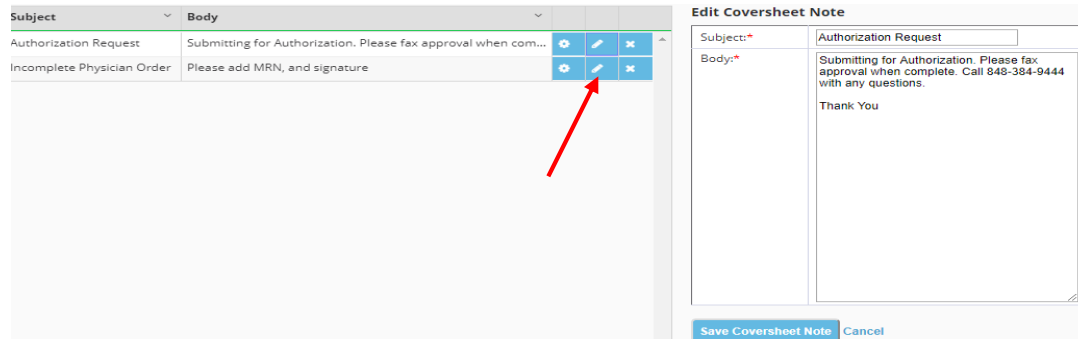 Subject Body
Authorization Request Submitting for Authorization. Please fax approval when com...
Incomplete Physician Order Please add MRN, and signature
Edit Coversheet Note
Subject:* Authorization Request
Body:* Submitting for Authorization. Please fax
approval when complete. Call 848-384-9444
with any questions.
Thank You
Save Coversheet Note Cancel